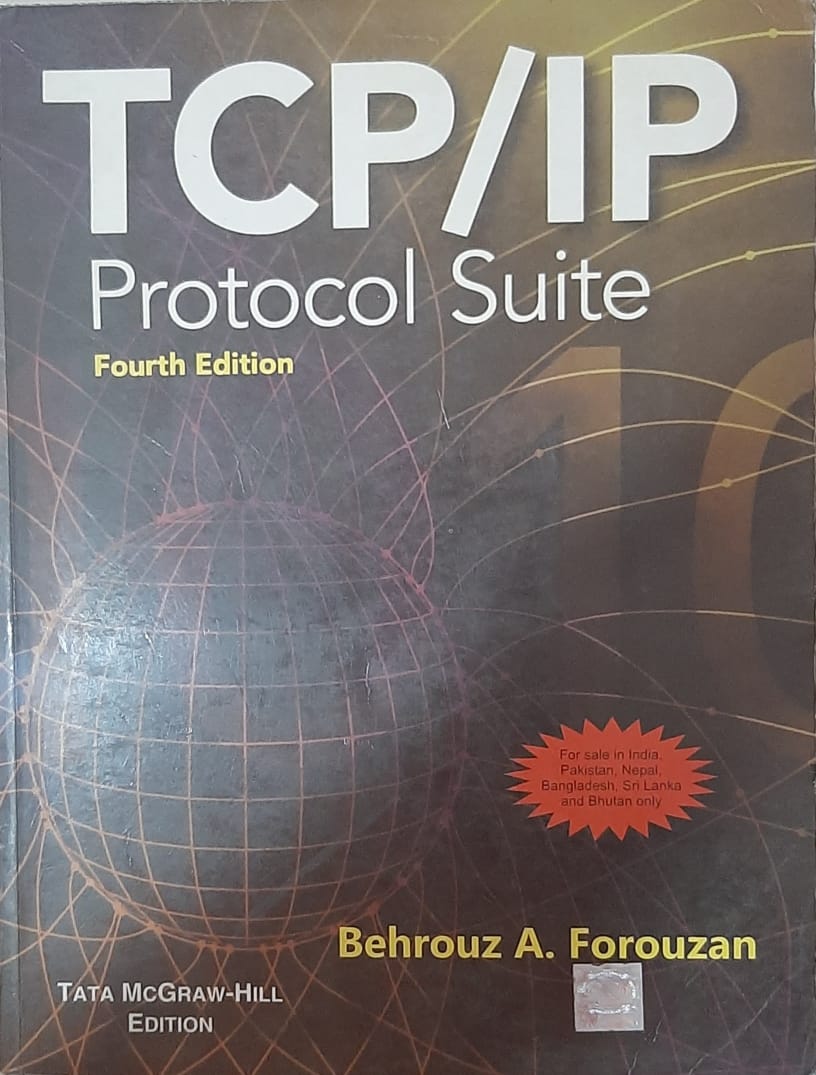 TCP/IP
Protocol Suite
Fourth Edition
10
For sale in India,
Pakistan, Nepal,
Bangladesh, Sri Lanka
and Bhutan only
Behrouz A. Forouzan
TATA MCGRAW-HILL
EDITION